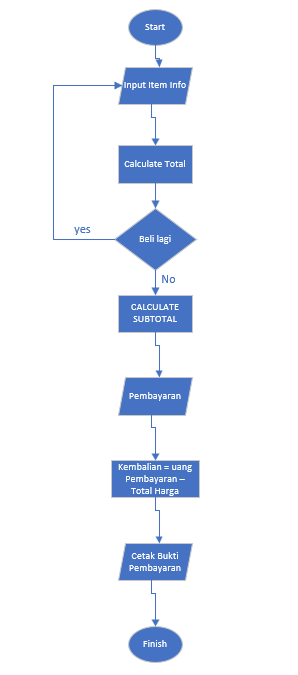 Start
Input Item Info
Calculate Total
Beli lagi
yes
No
CALCULATE
SUBTOTAL
Pembayaran
Kembalian = uang
Pembayaran –
Total Harga
Cetak Bukti
Pembayaran
Finish